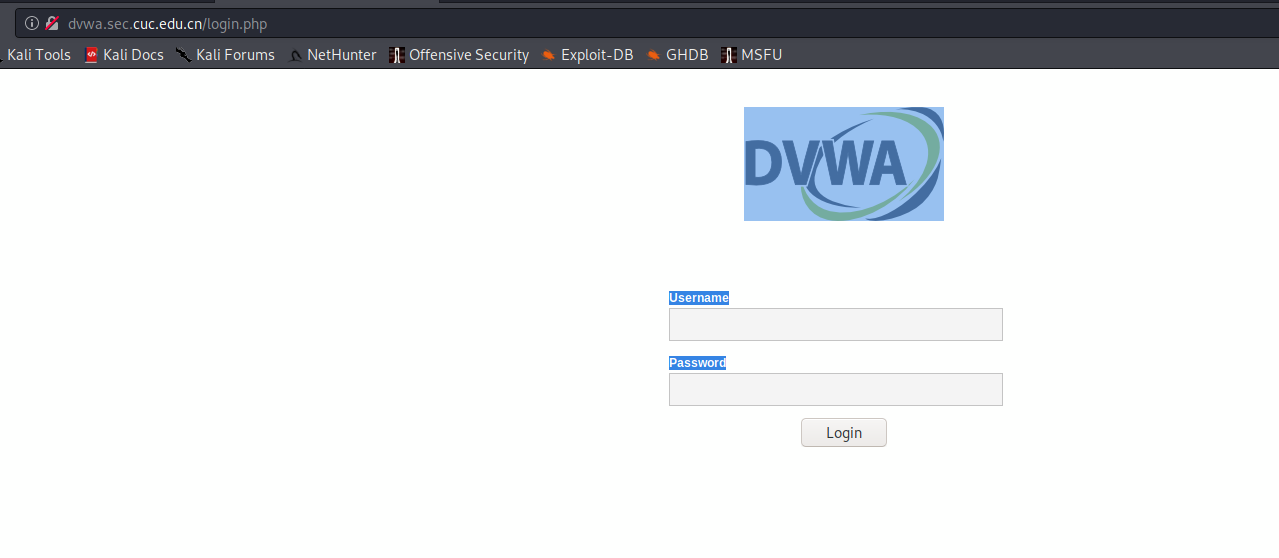 dvwa.sec.cuc.edu.cn/login.php
Kali Tools Kali Docs Kali Forums NetHunter Offensive Security Exploit-DB GHDB MSFU
DVWA
Username
Password
Login